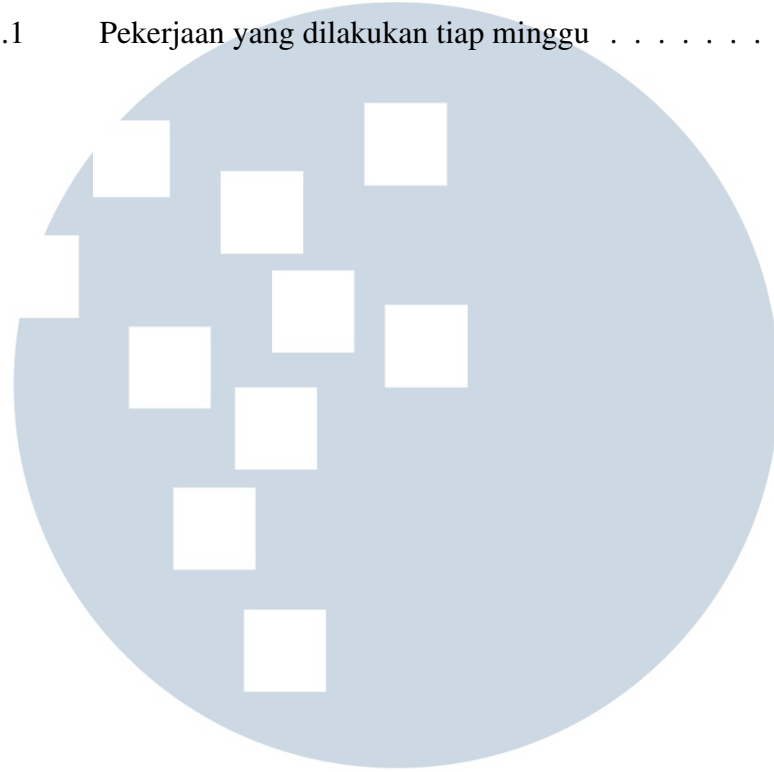 .1 Pekerjaan yang dilakukan tiap minggu . . . . . . .